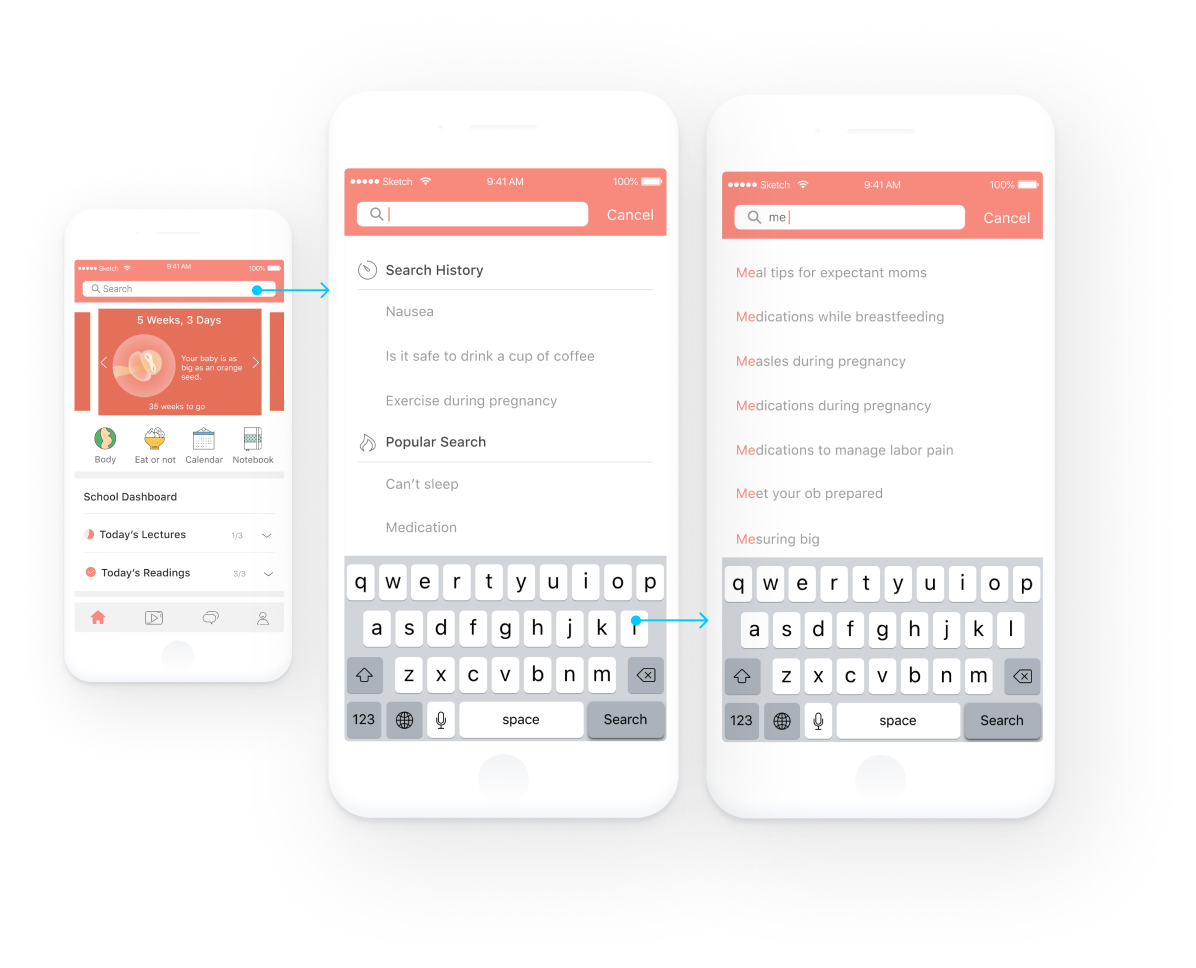 Sketch
9:41 AM
100%
Search
5 Weeks, 3 Days
Your baby is as
big as an orange
seed.
35 weeks to go
Body
Eat or not
Calendar
Notebook
School Dashboard
Today's Lectures
1/3
Today's Readings
3/3
Sketch
9:41 AM
100%
Cancel
Search History
Nausea
Is it safe to drink a cup of coffee
Exercise during pregnancy
Popular Search
Can't sleep
Medication
q w e r t y u i o p
a s d f g h j k l
z x c v b n m
123
space
Search
Sketch
9:41 AM
100%
me
Cancel
Meal tips for expectant moms
Medications while breastfeeding
Measles during pregnancy
Medications during pregnancy
Medications to manage labor pain
Meet your ob prepared
Mesuring big
q w e r t y u i o p
a s d f g h j k l
z x c v b n m
123
space
Search